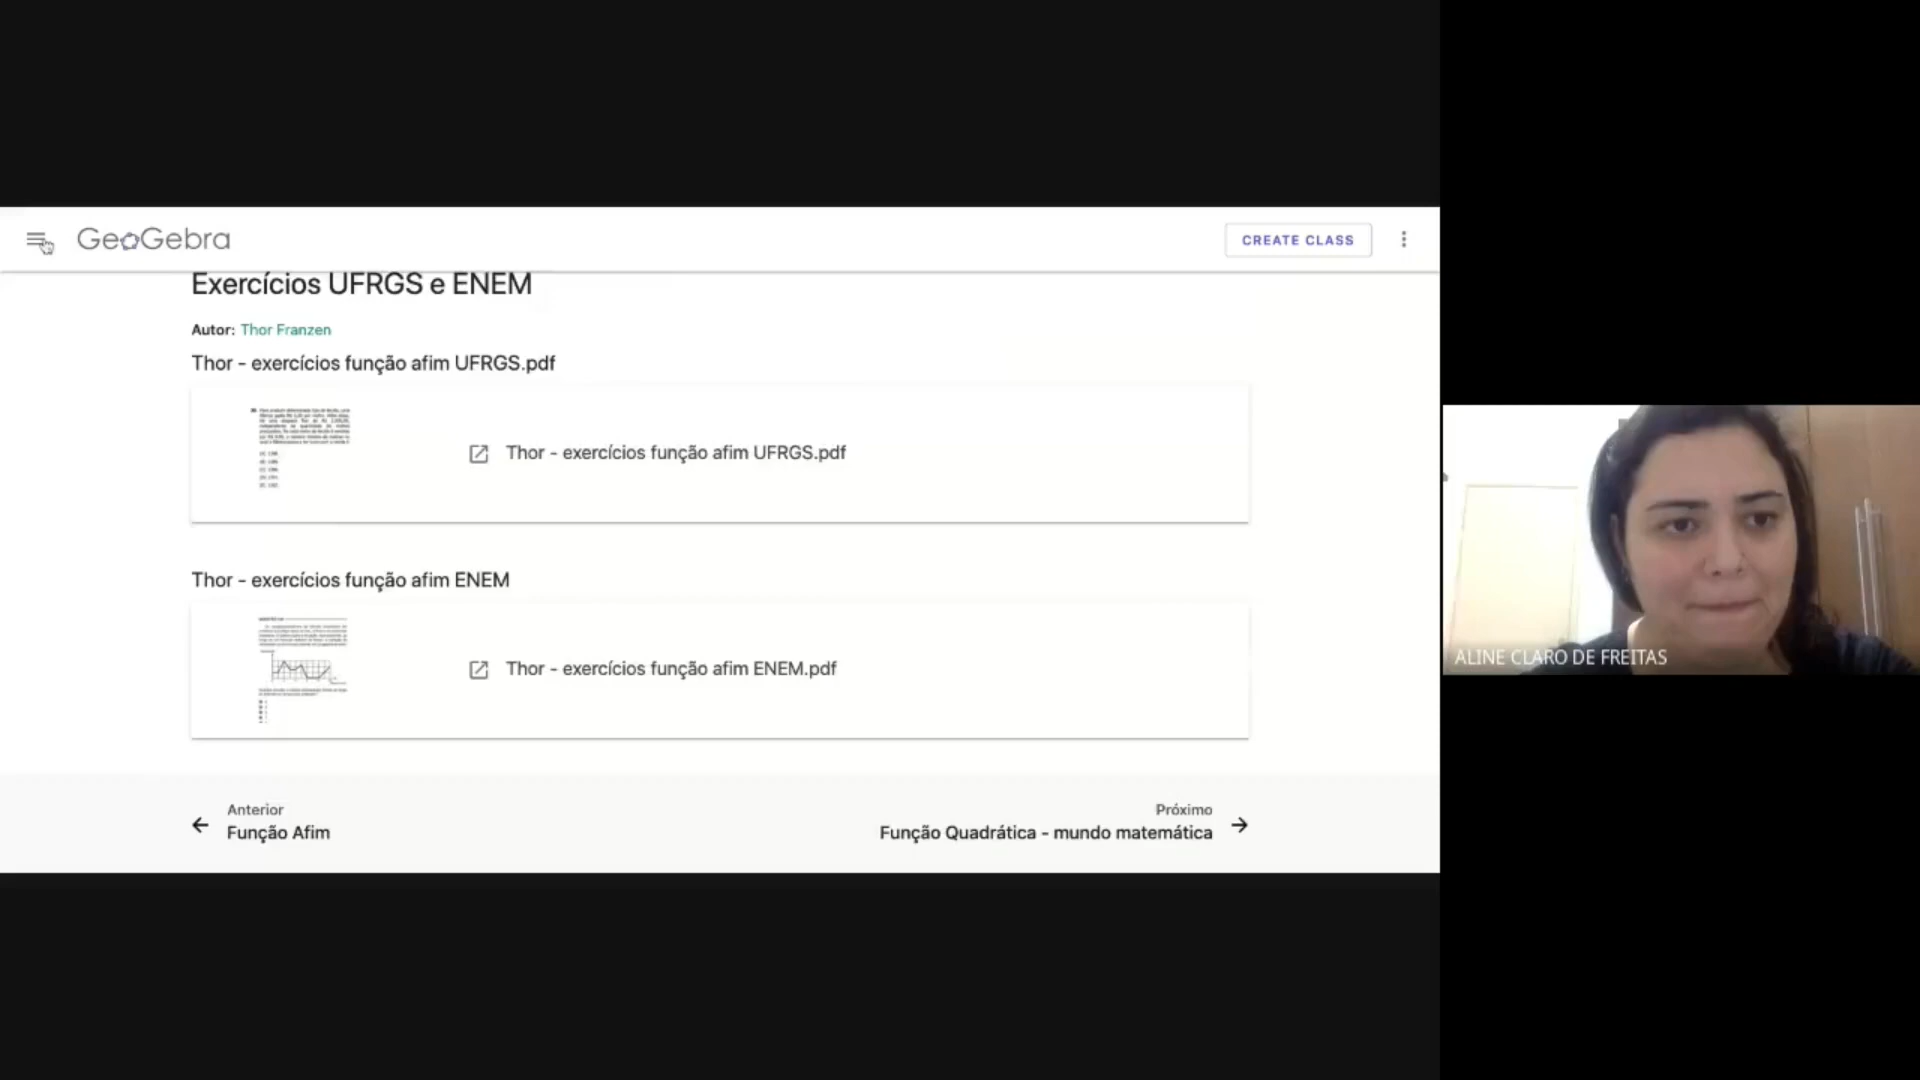 GeoGebra
CREATE CLASS
Exercícios UFRGS e ENEM
Autor: Thor Franzen
Thor - exercícios função afim UFRGS.pdf
Thor - exercícios função afim UFRGS.pdf
Thor - exercícios função afim ENEM
Thor - exercícios função afim ENEM.pdf
Anterior
Função Afim
Próximo
Função Quadrática - mundo matemática
ALINE CLARO DE FREITAS